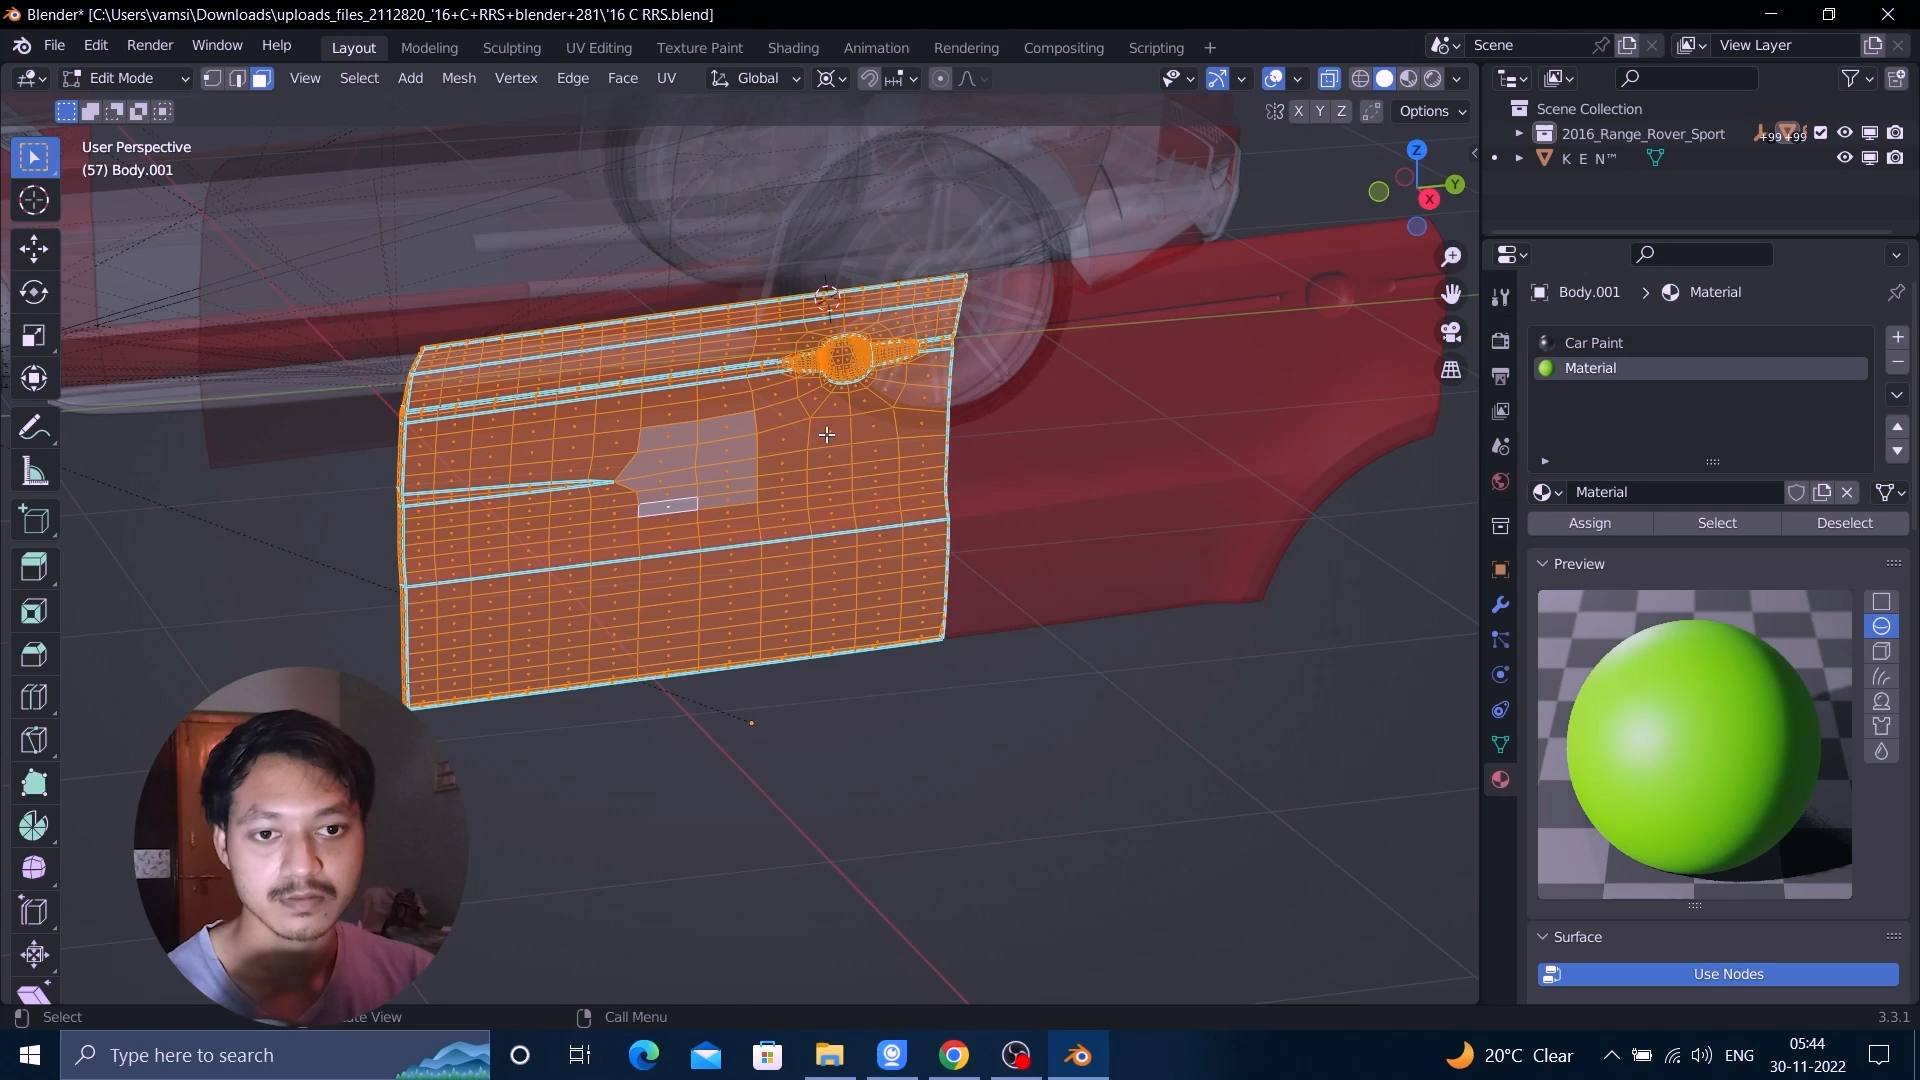 Blender* [C:\Users\vamsi\Downloads\uploads_files_2112820_'16+C+RRS+blender+281\'16 C RRS.blend]
File Edit Render Window Help
Layout Modeling Sculpting UV Editing Texture Paint Shading Animation Rendering Compositing Scripting +
Scene
View Layer
Edit Mode
View Select Add Mesh Vertex Edge Face UV
Global
X Y Z
Options
User Perspective
(57) Body.001
Z
Y
X
Scene Collection
2016_Range_Rover_Sport
+99 +99
K E N™
Body.001 > Material
Car Paint
Material
Material
Assign Select Deselect
Preview
Surface
Use Nodes
Select
te View
Call Menu
3.3.1
Type here to search
20°C Clear
ENG
05:44
30-11-2022